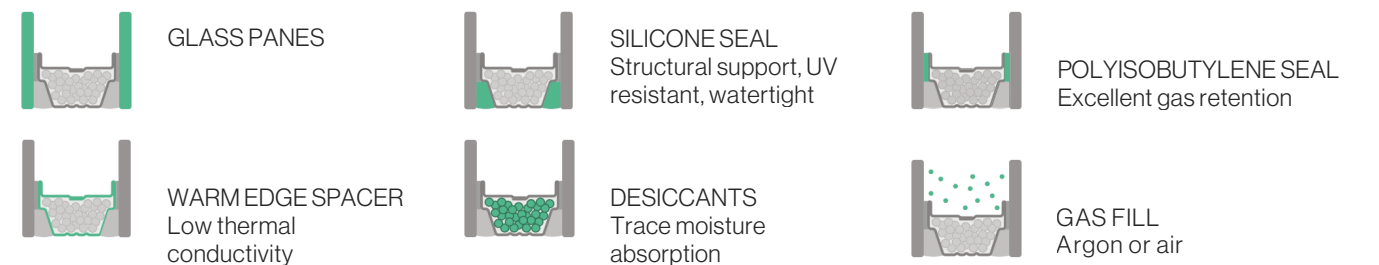 GLASS PANES
SILICONE SEAL
Structural support, UV
resistant, watertight
POLYISOBUTYLENE SEAL
Excellent gas retention
WARM EDGE SPACER
Low thermal
conductivity
DESICCANTS
Trace moisture
absorption
GAS FILL
Argon or air